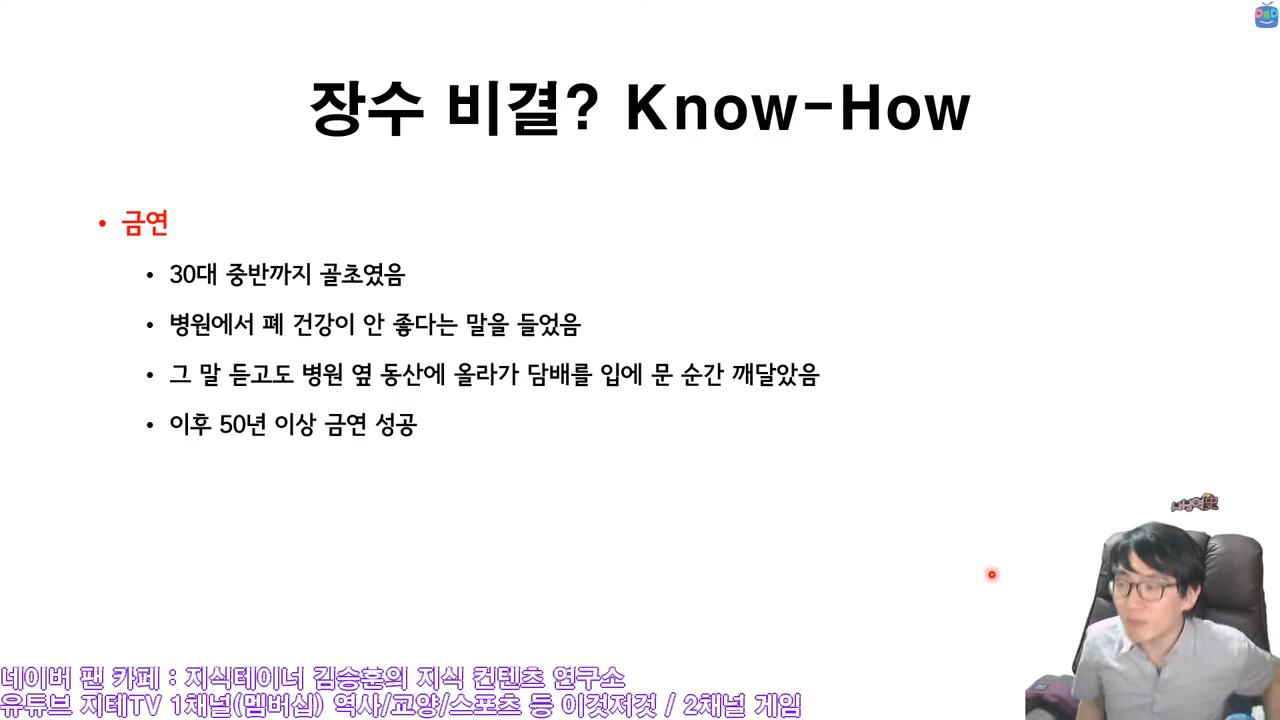 장수 비결? Know-How
• 금연
• 30대 중반까지 골초였음
• 병원에서 폐 건강이 안 좋다는 말을 들었음
• 그 말 듣고도 병원 옆 동산에 올라가 담배를 입에 문 순간 깨달았음
• 이후 50년 이상 금연 성공
네이버 팬 카페 : 지식테이너 김승훈의 지식 컨텐츠 연구소
유튜브 지테TV 1채널(멤버십) 역사/교양/스포츠 등 이것저것 / 2채널 게임